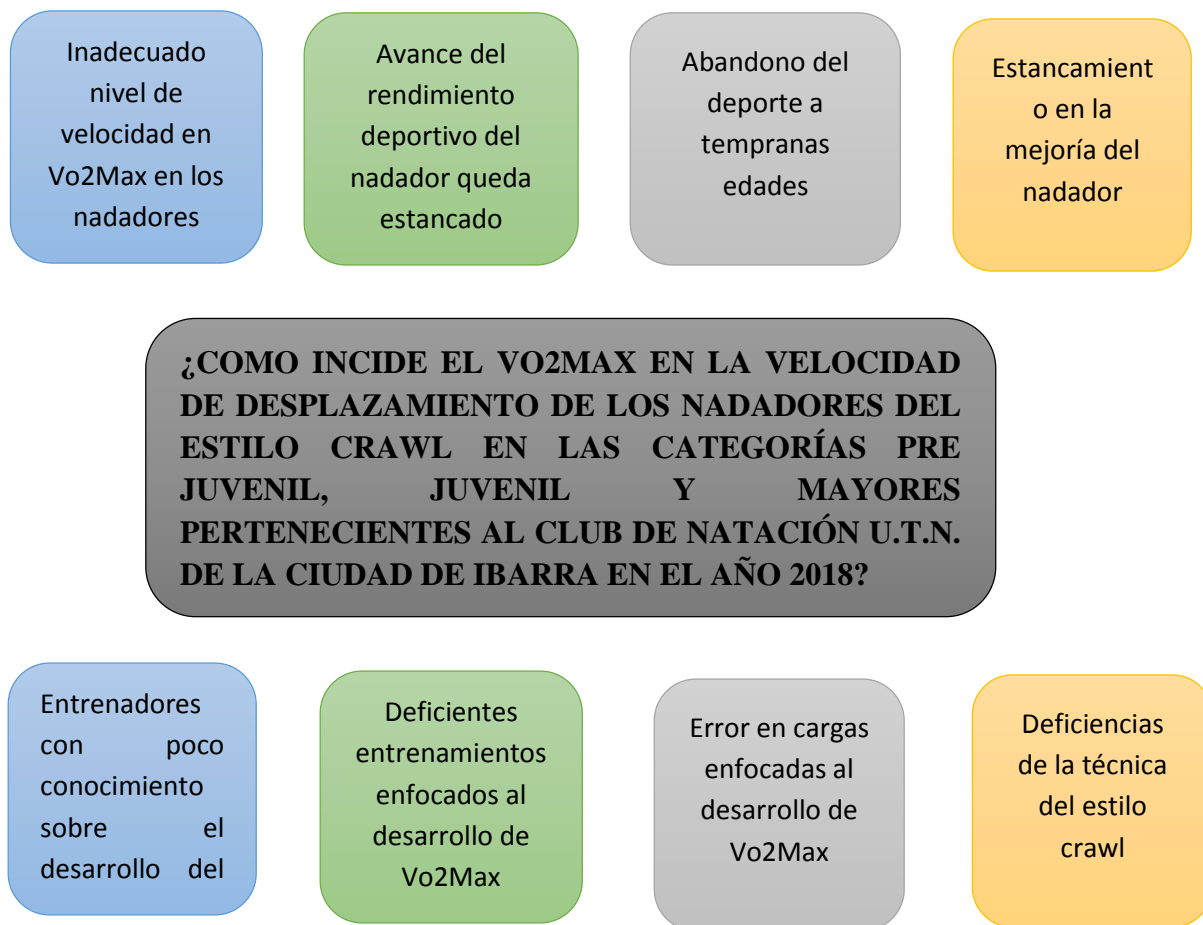 Inadecuado
nivel de
velocidad en
Vo2Max en los
nadadores
Avance del
rendimiento
deportivo del
nadador queda
estancado
Abandono del
deporte a
tempranas
edades
Estancamient
o en la
mejoría del
nadador
¿COMO INCIDE EL VO2MAX EN LA VELOCIDAD
DE DESPLAZAMIENTO DE LOS NADADORES DEL
ESTILO CRAWL EN LAS CATEGORÍAS PRE
JUVENIL, JUVENIL Y MAYORES
PERTENECIENTES AL CLUB DE NATACIÓN U.T.N.
DE LA CIUDAD DE IBARRA EN EL AÑO 2018?
Entrenadores
con poco
conocimiento
sobre el
desarrollo del
Deficientes
entrenamientos
enfocados al
desarrollo de
Vo2Max
Error en cargas
enfocadas al
desarrollo de
Vo2Max
Deficiencias
de la técnica
del estilo
crawl